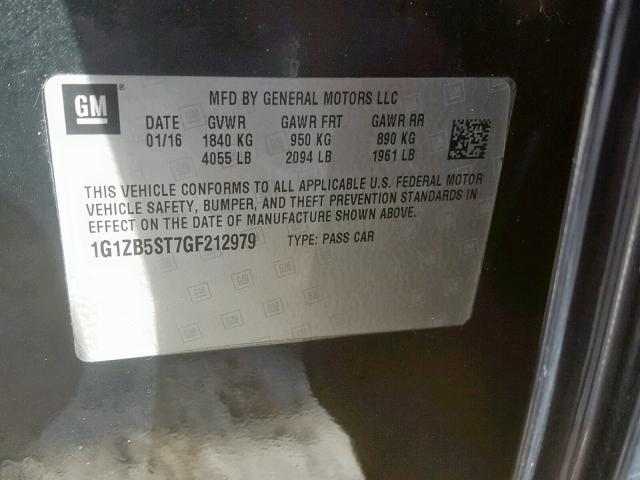 GM ®
MFD BY GENERAL MOTORS LLC
DATE GVWR GAWR FRT GAWR RR
01/16 1840 KG 950 KG 890 KG
4055 LB 2094 LB 1961 LB
THIS VEHICLE CONFORMS TO ALL APPLICABLE U.S. FEDERAL MOTOR
VEHICLE SAFETY, BUMPER, AND THEFT PREVENTION STANDARDS IN
EFFECT ON THE DATE OF MANUFACTURE SHOWN ABOVE.
1G1ZB5ST7GF212979 TYPE: PASS CAR